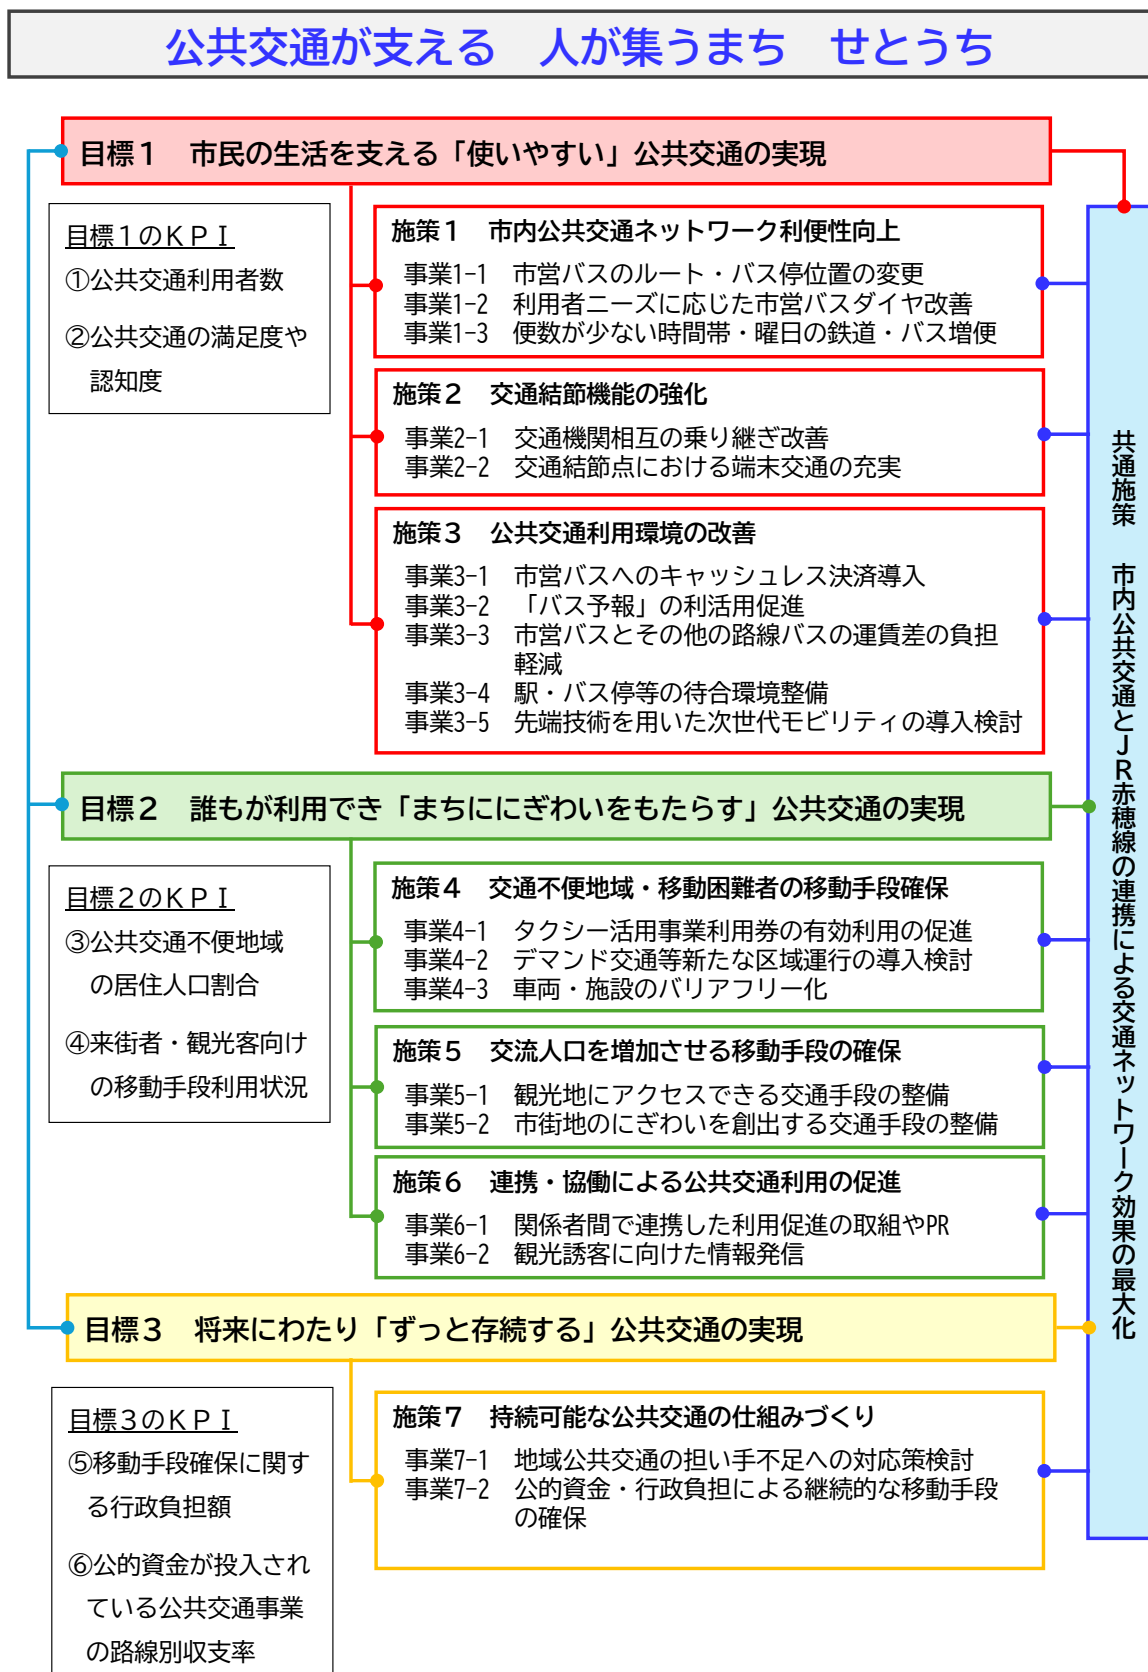 公共交通が支える　人が集うまち　せとうち
目標１　市民の生活を支える「使いやすい」公共交通の実現
目標１のＫＰＩ
①公共交通利用者数
②公共交通の満足度や
認知度
施策１　市内公共交通ネットワーク利便性向上
事業1-1　市営バスのルート・バス停位置の変更
事業1-2　利用者ニーズに応じた市営バスダイヤ改善
事業1-3　便数が少ない時間帯・曜日の鉄道・バス増便
施策２　交通結節機能の強化
事業2-1　交通機関相互の乗り継ぎ改善
事業2-2　交通結節点における端末交通の充実
施策３　公共交通利用環境の改善
事業3-1　市営バスへのキャッシュレス決済導入
事業3-2　「バス予報」の利活用促進
事業3-3　市営バスとその他の路線バスの運賃差の負担
軽減
事業3-4　駅・バス停等の待合環境整備
事業3-5　先端技術を用いた次世代モビリティの導入検討
目標２　誰もが利用でき「まちににぎわいをもたらす」公共交通の実現
目標２のＫＰＩ
③公共交通不便地域
の居住人口割合
④来街者・観光客向け
の移動手段利用状況
施策４　交通不便地域・移動困難者の移動手段確保
事業4-1　タクシー活用事業利用券の有効利用の促進
事業4-2　デマンド交通等新たな区域運行の導入検討
事業4-3　車両・施設のバリアフリー化
施策５　交流人口を増加させる移動手段の確保
事業5-1　観光地にアクセスできる交通手段の整備
事業5-2　市街地のにぎわいを創出する交通手段の整備
施策６　連携・協働による公共交通利用の促進
事業6-1　関係者間で連携した利用促進の取組やPR
事業6-2　観光誘客に向けた情報発信
目標３　将来にわたり「ずっと存続する」公共交通の実現
目標３のＫＰＩ
⑤移動手段確保に関す
る行政負担額
⑥公的資金が投入され
ている公共交通事業
の路線別収支率
施策７　持続可能な公共交通の仕組みづくり
事業7-1　地域公共交通の担い手不足への対応策検討
事業7-2　公的資金・行政負担による継続的な移動手段
の確保
共通施策　市内公共交通とＪＲ赤穂線の連携による交通ネットワーク効果の最大化